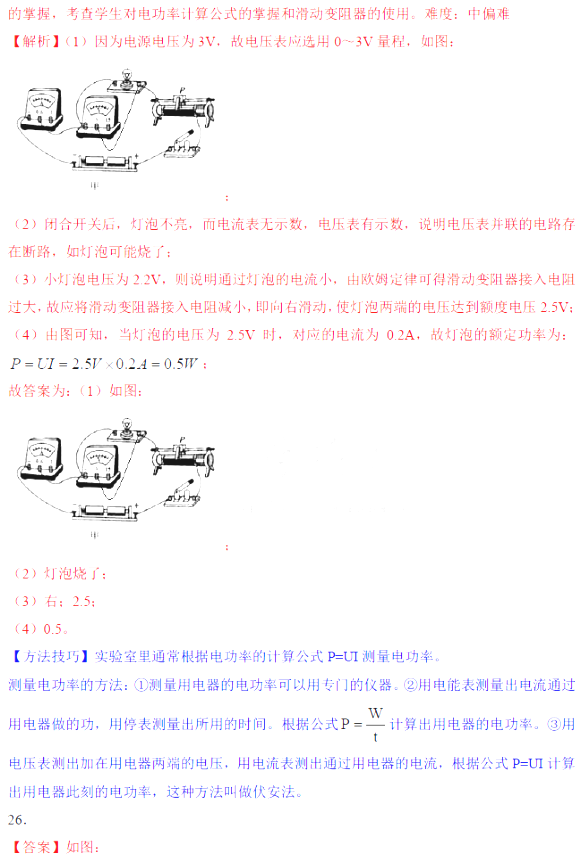 的掌握，考查学生对电功率计算公式的掌握和滑动变阻器的使用。难度：中偏难
【解析】（1）因为电源电压为3V，故电压表应选用0～3V量程，如图：
P
甲
；
（2）闭合开关后，灯泡不亮，而电流表无示数，电压表有示数，说明电压表并联的电路存
在断路，如灯泡可能烧了；
（3）小灯泡电压为2.2V，则说明通过灯泡的电流小，由欧姆定律可得滑动变阻器接入电阻
过大，故应将滑动变阻器接入电阻减小，即向右滑动，使灯泡两端的电压达到额度电压2.5V；
（4）由图可知，当灯泡的电压为 2.5V 时，对应的电流为 0.2A，故灯泡的额定功率为：
P=UI=2.5V×0.2A=0.5W；
故答案为：（1）如图：
P
甲
；
（2）灯泡烧了；
（3）右；2.5；
（4）0.5。
【方法技巧】实验室里通常根据电功率的计算公式 P=UI 测量电功率。
测量电功率的方法：①测量用电器的电功率可以用专门的仪器。②用电能表测量出电流通过
用电器做的功，用停表测量出所用的时间。根据公式 P=W/t 计算出用电器的电功率。③用
电压表测出加在用电器两端的电压，用电流表测出通过用电器的电流，根据公式 P=UI 计算
出用电器此刻的电功率，这种方法叫做伏安法。
26.
【答案】如图：